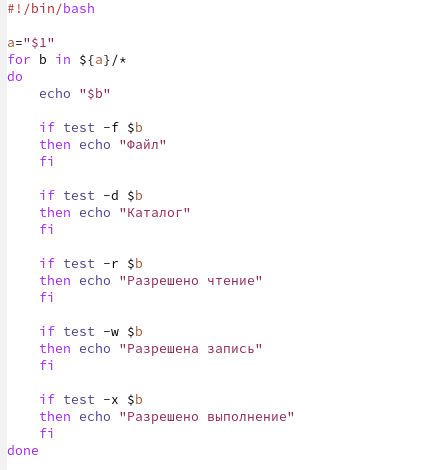 #!/bin/bash

a="$1"
for b in ${a}/*
do
    echo "$b"

    if test -f $b
    then echo "Файл"
    fi

    if test -d $b
    then echo "Каталог"
    fi

    if test -r $b
    then echo "Разрешено чтение"
    fi

    if test -w $b
    then echo "Разрешена запись"
    fi

    if test -x $b
    then echo "Разрешено выполнение"
    fi
done